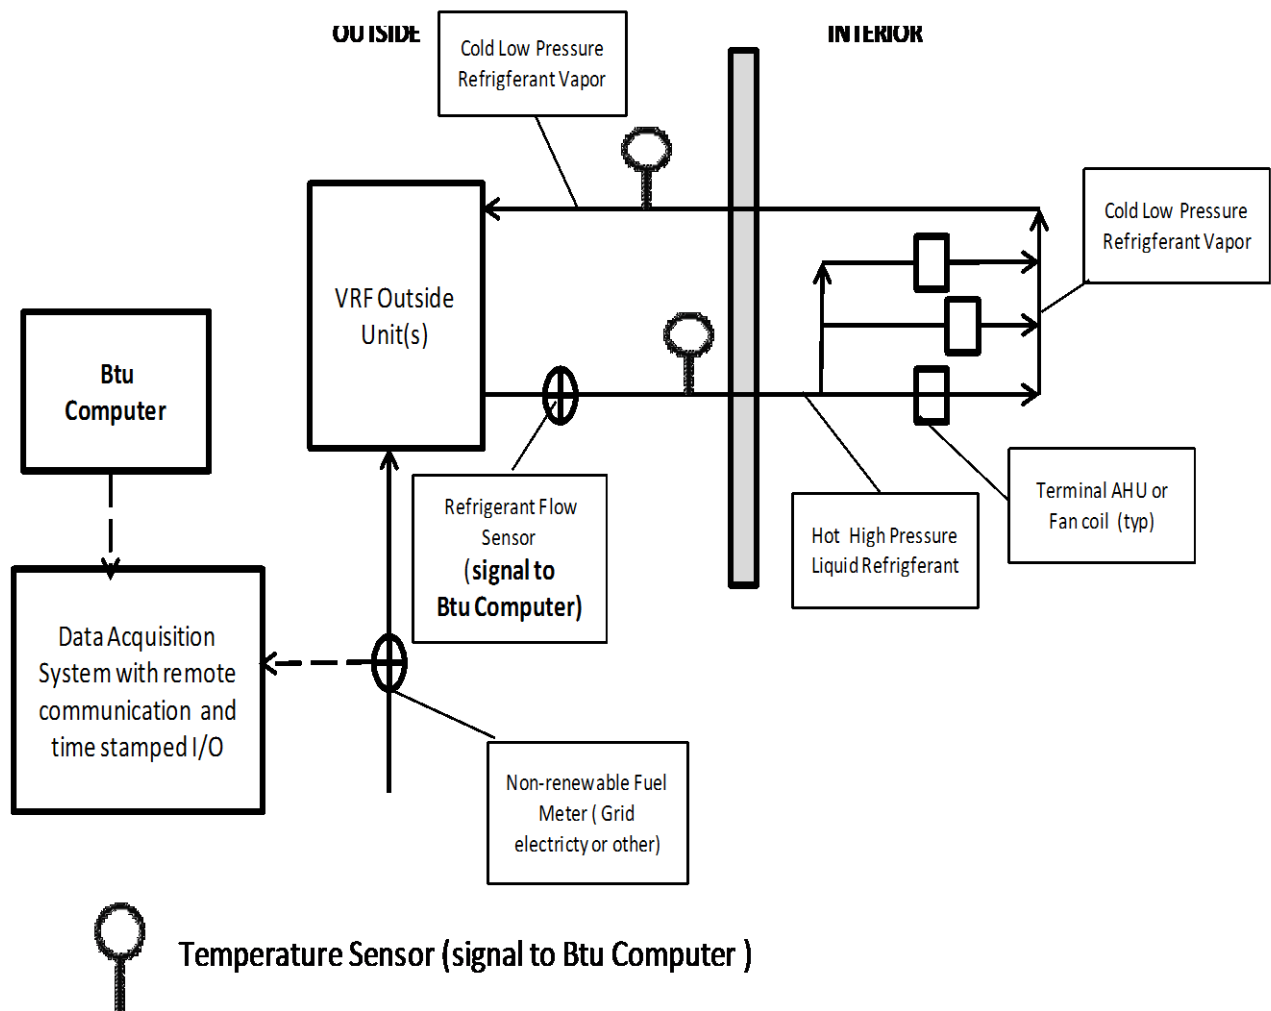 OUTSIDE
INTERIOR
Cold Low Pressure
Refrigferant Vapor
Cold Low Pressure
Refrigferant Vapor
VRF Outside
Unit(s)
Btu
Computer
Refrigerant Flow
Sensor
(signal to
Btu Computer)
Hot High Pressure
Liquid Refrigferant
Terminal AHU or
Fan coil (typ)
Data Acquisition
System with remote
communication and
time stamped I/O
Non-renewable Fuel
Meter ( Grid
electricty or other)
Temperature Sensor (signal to Btu Computer )